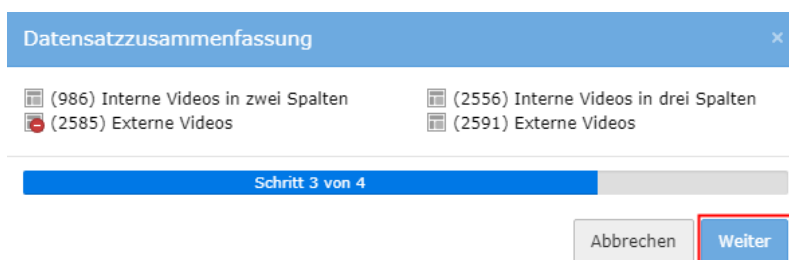 Datensatzzusammenfassung ×
(986) Interne Videos in zwei Spalten (2556) Interne Videos in drei Spalten
(2585) Externe Videos (2591) Externe Videos
Schritt 3 von 4
Abbrechen Weiter